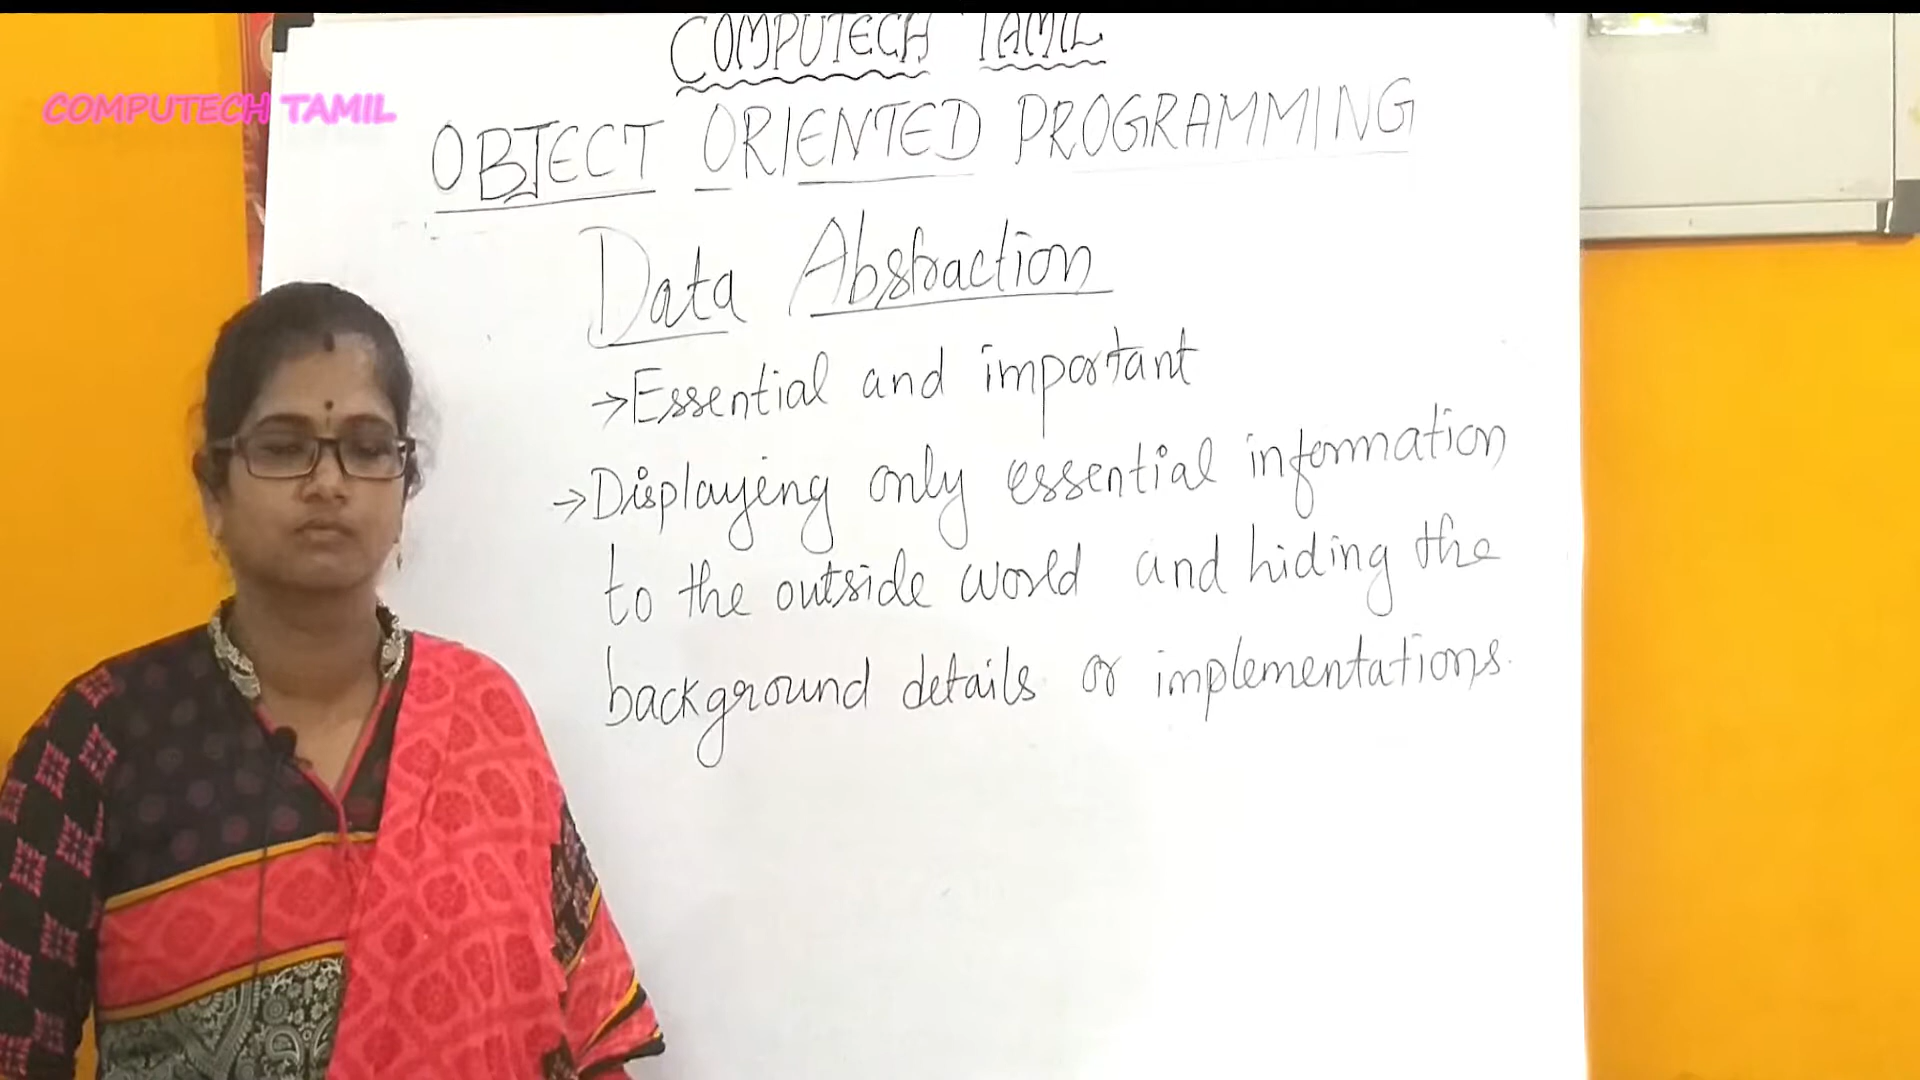 COMPUTECH TAMIL
COMPUTECH TAMIL
OBJECT ORIENTED PROGRAMMING
Data Abstraction
→Essential and important
→Displaying only essential information
to the outside world and hiding the
background details or implementations.